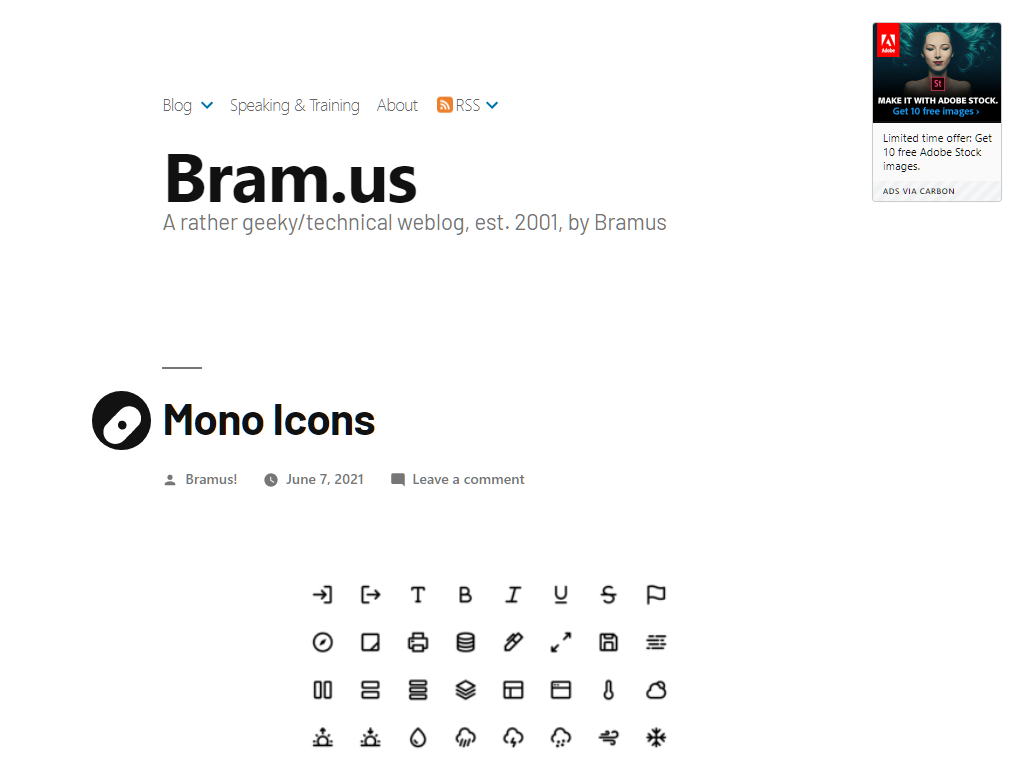 Blog Speaking & Training About RSS
Bram.us
A rather geeky/technical weblog, est. 2001, by Bramus
Adobe
St
MAKE IT WITH ADOBE STOCK.
Get 10 free images ›
Limited time offer: Get
10 free Adobe Stock
images.
ADS VIA CARBON
Mono Icons
Bramus! June 7, 2021 Leave a comment
T B I U S